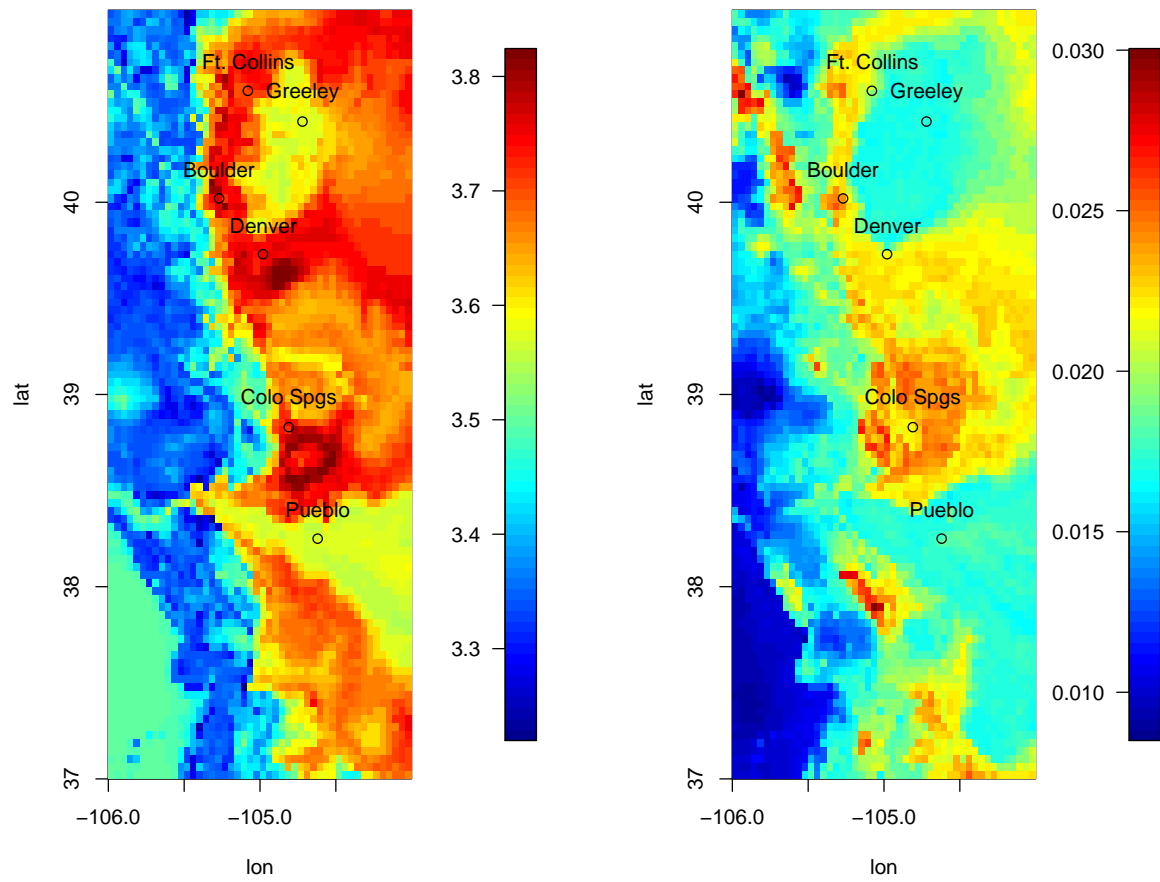 Ft. Collins
Greeley
Boulder
Denver
Colo Spgs
Pueblo
40
39
38
37
lat
−106.0
−105.0
lon
3.8
3.7
3.6
3.5
3.4
3.3
Ft. Collins
Greeley
Boulder
Denver
Colo Spgs
Pueblo
40
39
38
37
lat
−106.0
−105.0
lon
0.030
0.025
0.020
0.015
0.010